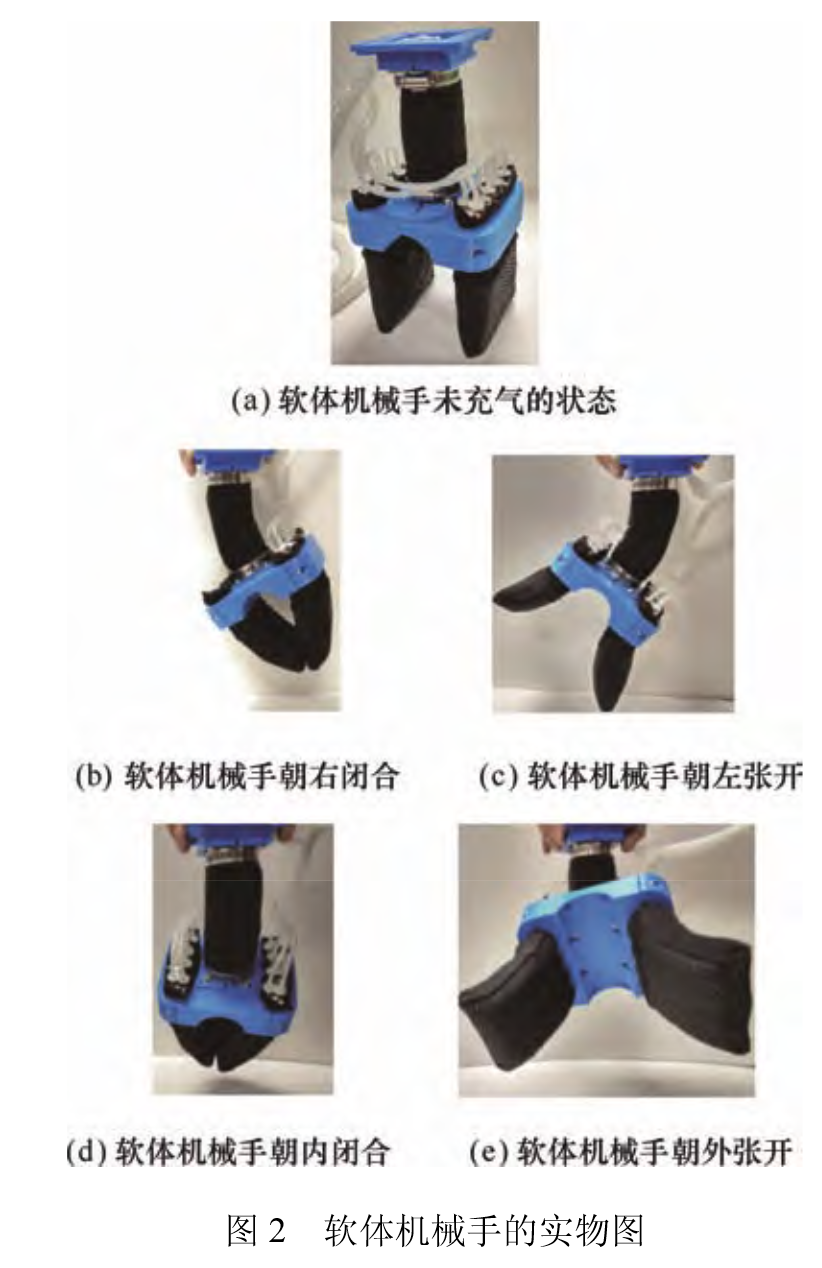 (a) 软体机械手未充气的状态
(b) 软体机械手朝右闭合
(c) 软体机械手朝左张开
(d) 软体机械手朝内闭合
(e) 软体机械手朝外张开
图 2 软体机械手的实物图